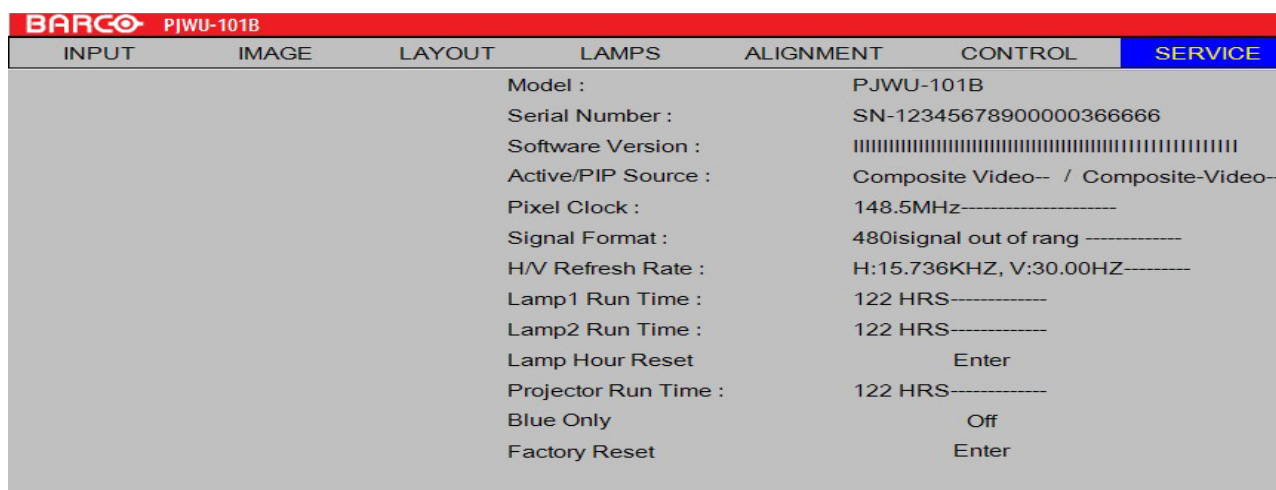 BARCO PJWU-101B
INPUT IMAGE LAYOUT LAMPS ALIGNMENT CONTROL SERVICE
Model : PJWU-101B
Serial Number : SN-12345678900000366666
Software Version :
Active/PIP Source : Composite Video-- / Composite-Video--
Pixel Clock : 148.5MHz---------------------
Signal Format : 480isignal out of rang -------------
H/V Refresh Rate : H:15.736KHZ, V:30.00HZ---------
Lamp1 Run Time : 122 HRS-------------
Lamp2 Run Time : 122 HRS-------------
Lamp Hour Reset Enter
Projector Run Time : 122 HRS-------------
Blue Only Off
Factory Reset Enter